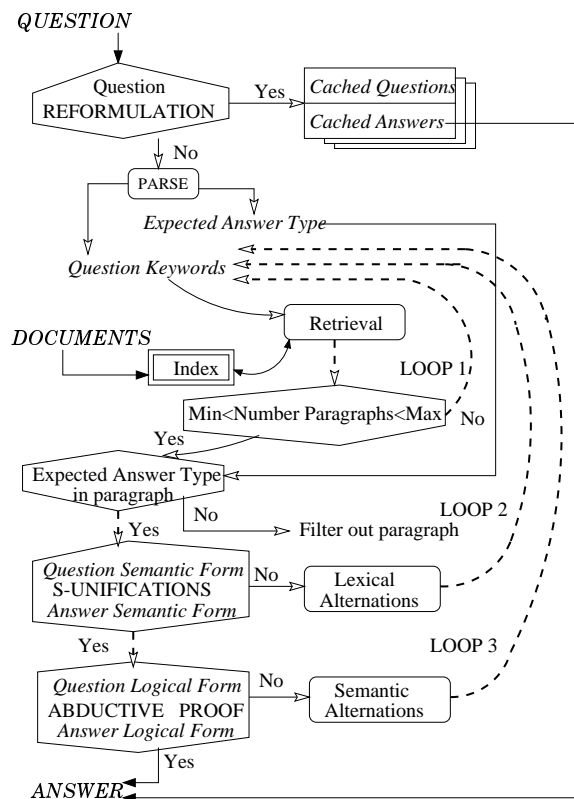 QUESTION
Question
REFORMULATION
Yes
Cached Questions
Cached Answers
No
PARSE
Expected Answer Type
Question Keywords
Retrieval
DOCUMENTS
Index
LOOP 1
Min<Number Paragraphs<Max
No
Yes
Expected Answer Type
in paragraph
No
Filter out paragraph
LOOP 2
Yes
Question Semantic Form
S-UNIFICATIONS
Answer Semantic Form
No
Lexical
Alternations
Yes
LOOP 3
Question Logical Form
ABDUCTIVE PROOF
Answer Logical Form
No
Semantic
Alternations
Yes
ANSWER